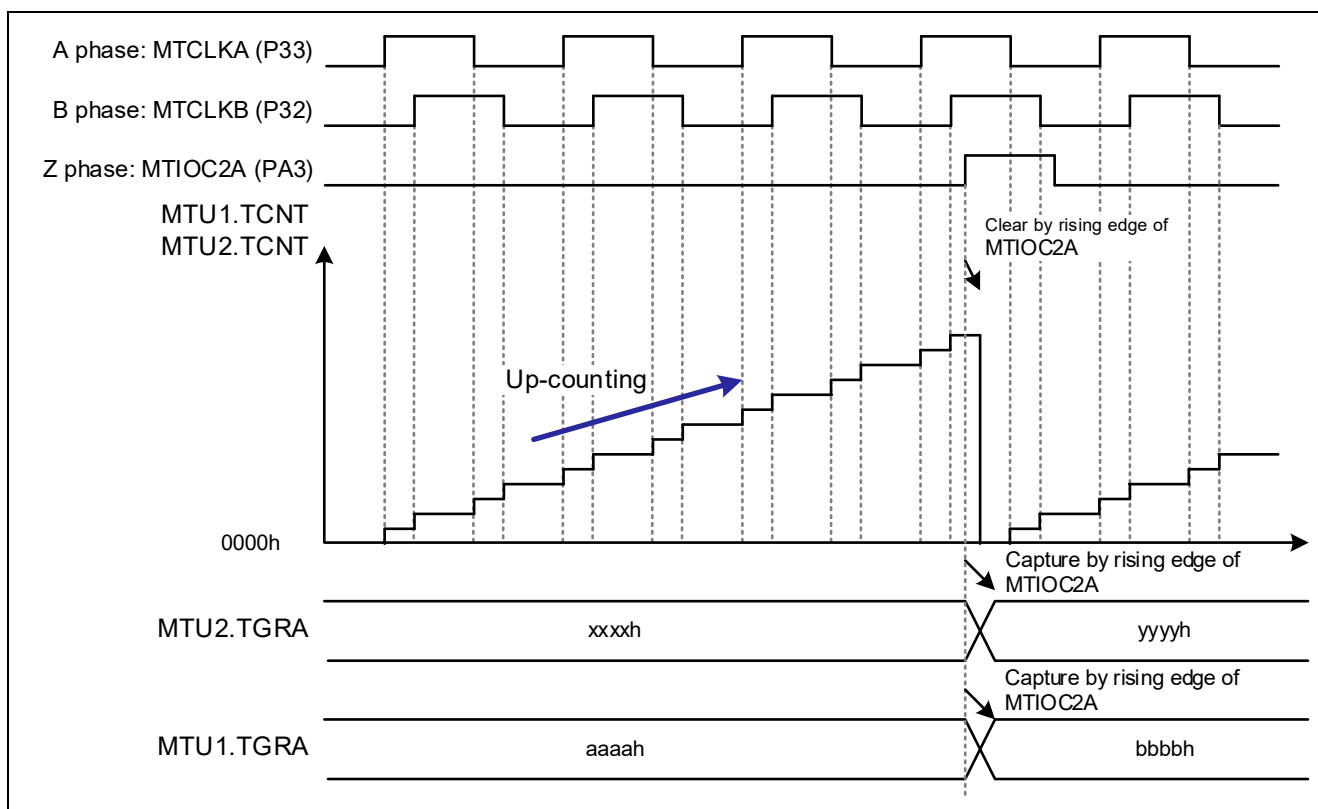 A phase: MTCLKA (P33)
B phase: MTCLKB (P32)
Z phase: MTIOC2A (PA3)
MTU1.TCNT
MTU2.TCNT
Clear by rising edge of
MTIOC2A
Up-counting
0000h
Capture by rising edge of
MTIOC2A
MTU2.TGRA
xxxxh
yyyyh
Capture by rising edge of
MTIOC2A
MTU1.TGRA
aaaah
bbbbh